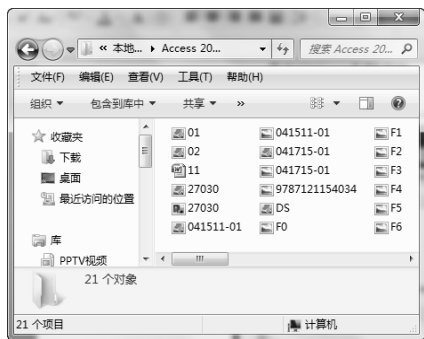 « 本地... ▸ Access 20...
搜索 Access 20...
文件(F) 编辑(E) 查看(V) 工具(T) 帮助(H)
组织 ▼ 包含到库中 ▼ 共享 ▼ »
收藏夹
下载
桌面
最近访问的位置
库
PPTV视频
01
02
11
27030
27030
041511-01
041511-01
041715-01
041715-01
9787121154034
DS
F0
F1
F2
F3
F4
F5
F6
21 个对象
21 个项目
计算机